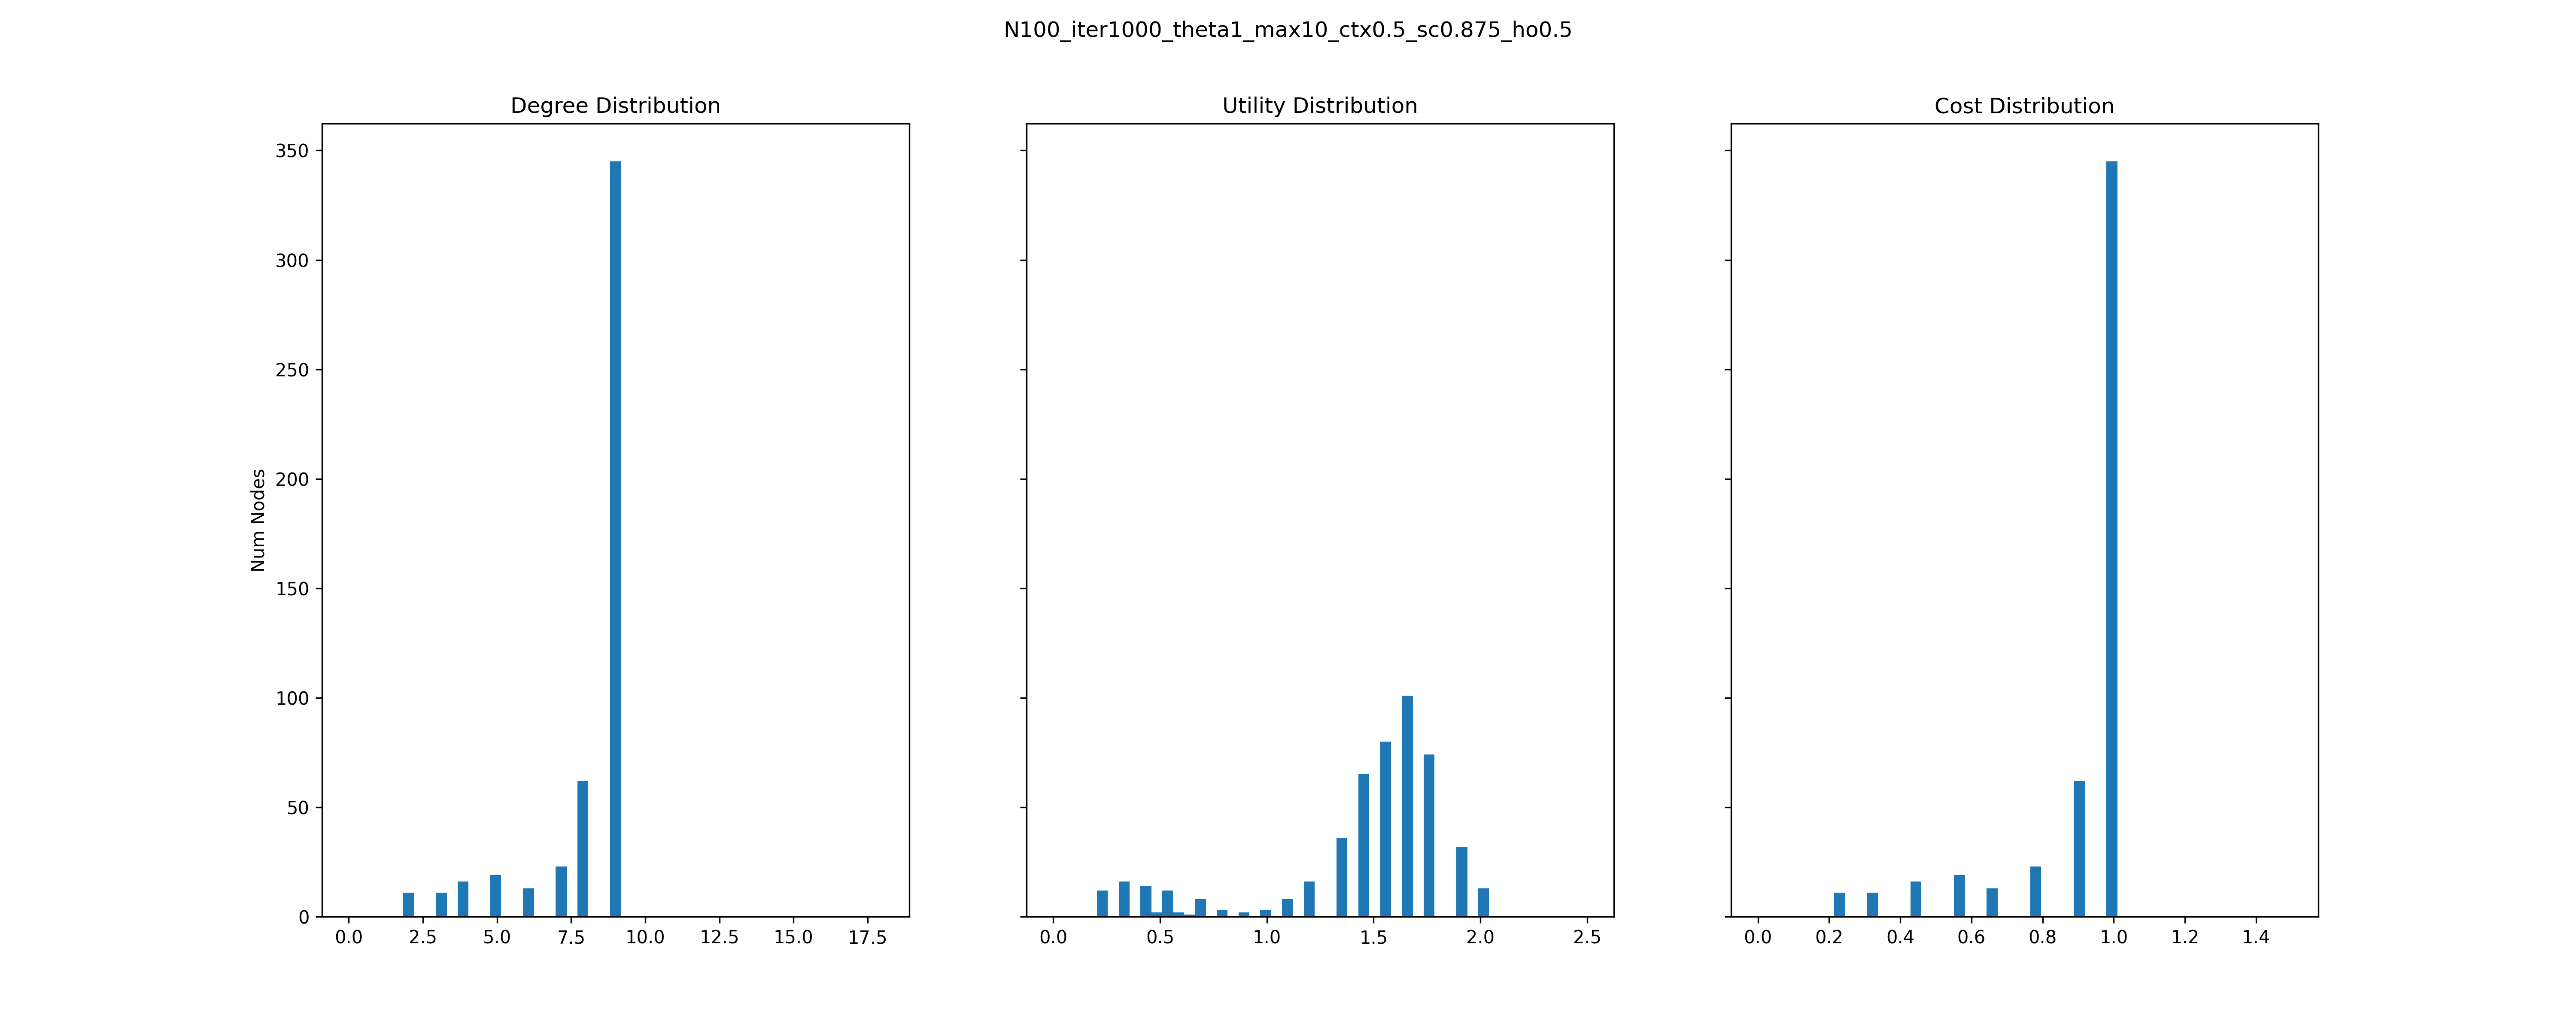 N100_iter1000_theta1_max10_ctx0.5_sc0.875_ho0.5
Degree Distribution
Utility Distribution
Cost Distribution
350
300
250
200
150
100
50
0
Num Nodes
0.0 2.5 5.0 7.5 10.0 12.5 15.0 17.5
0.0 0.5 1.0 1.5 2.0 2.5
0.0 0.2 0.4 0.6 0.8 1.0 1.2 1.4